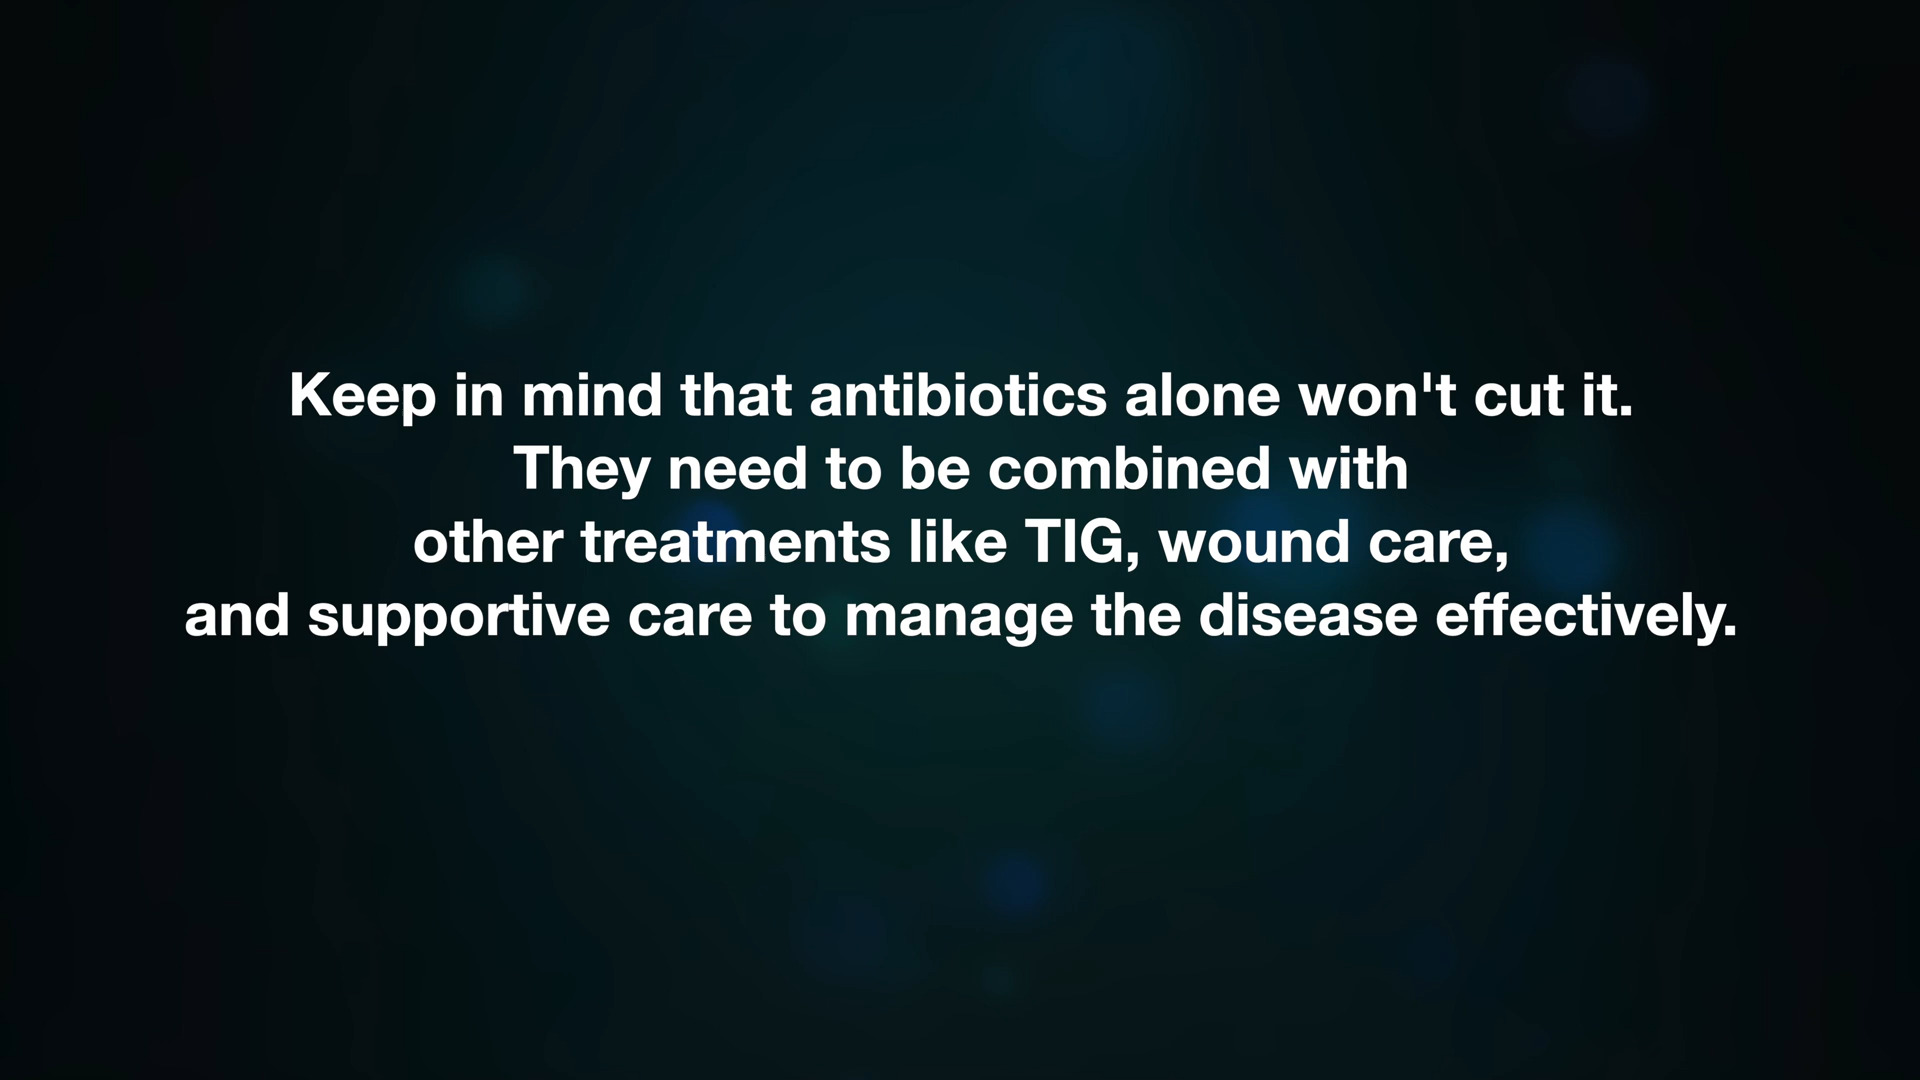 Keep in mind that antibiotics alone won't cut it.
They need to be combined with
other treatments like TIG, wound care,
and supportive care to manage the disease effectively.